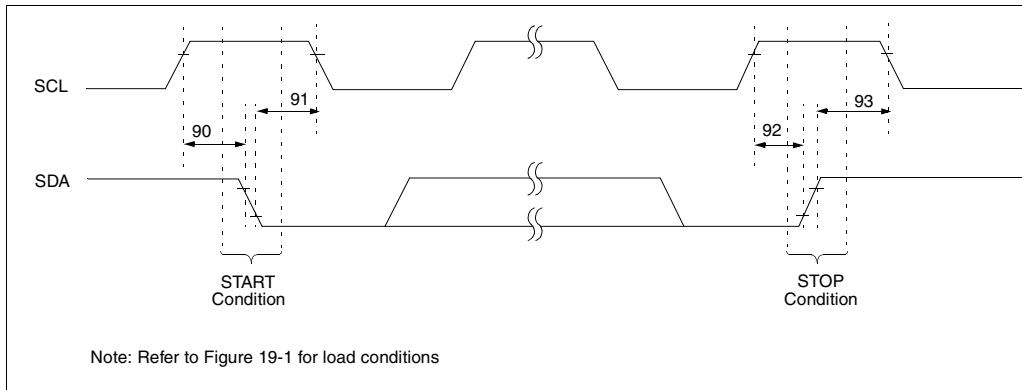 SCL
91
93
90
92
SDA
START
Condition
STOP
Condition
Note: Refer to Figure 19-1 for load conditions